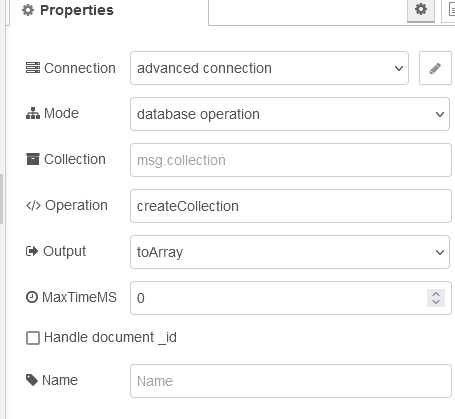 Properties
Connection advanced connection
Mode database operation
Collection msg.collection
</> Operation createCollection
Output toArray
MaxTimeMS 0
Handle document _id
Name Name